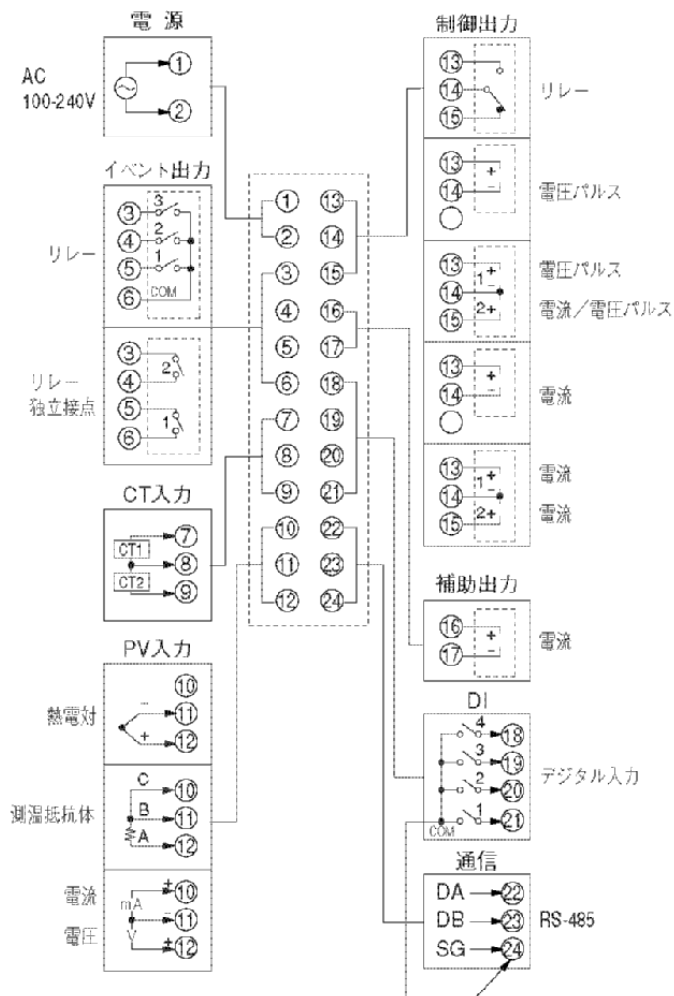 電 源
AC
100-240V
①
②
イベント出力
リレー
③ 3
④ 2
⑤ 1
⑥ COM
リレー
独立接点
③
④ 2
⑤
⑥ 1
CT入力
CT1
CT2
⑦
⑧
⑨
PV入力
熱電対
⑩
- ⑪
+ ⑫
測温抵抗体
C ⑩
B ⑪
A ⑫
電流
mA
電圧
V
+ ⑩
- ⑪
+ ⑫
① ⑬
② ⑭
③ ⑮
④ ⑯
⑤ ⑰
⑥ ⑱
⑦ ⑲
⑧ ⑳
⑨ ㉑
⑩ ㉒
⑪ ㉓
⑫ ㉔
制御出力
⑬
⑭
⑮
リレー
⑬ +
⑭ -
電圧パルス
⑬ 1 +
⑭ -
⑮ 2 +
電圧パルス
電流/電圧パルス
⑬ +
⑭ -
電流
⑬ 1 +
⑭ -
⑮ 2 +
電流
電流
補助出力
⑯ +
⑰ -
電流
DI
4 ⑱
3 ⑲
2 ⑳
1 ㉑
COM
デジタル入力
通信
DA ㉒
DB ㉓
SG ㉔
RS-485